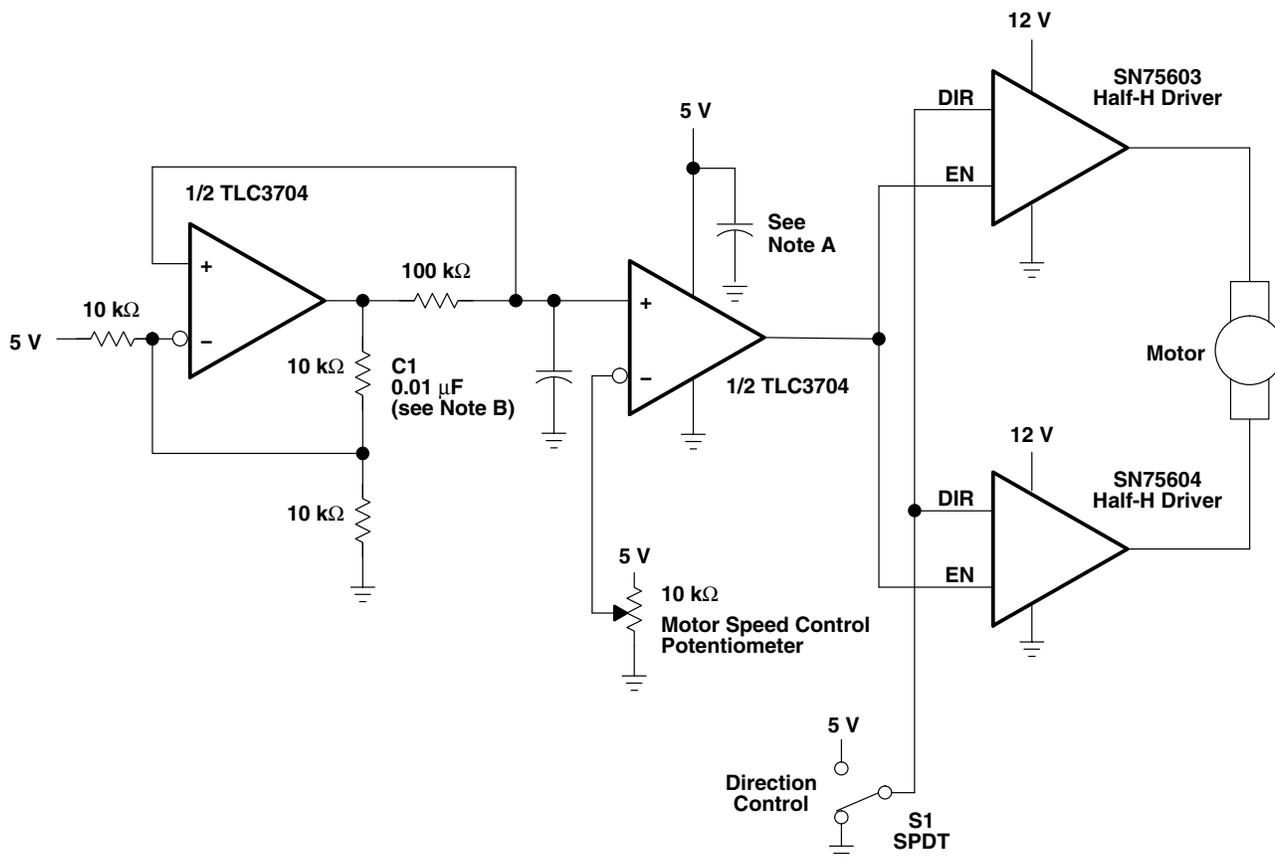 12 V
SN75603
Half-H Driver
DIR
EN
5 V
See
Note A
1/2 TLC3704
+
−
100 kΩ
10 kΩ
5 V
10 kΩ
C1
0.01 μF
(see Note B)
10 kΩ
+
−
1/2 TLC3704
Motor
12 V
SN75604
Half-H Driver
DIR
EN
5 V
10 kΩ
Motor Speed Control
Potentiometer
5 V
Direction
Control
S1
SPDT